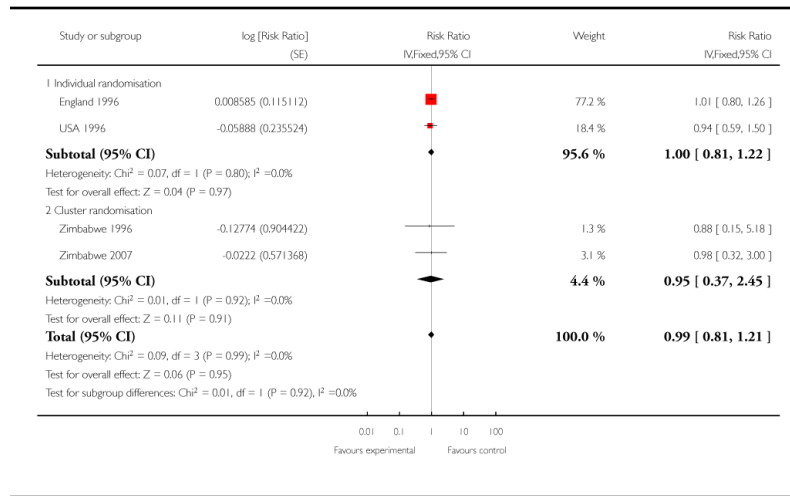 Study or subgroup log [Risk Ratio] Risk Ratio Weight Risk Ratio
(SE) IV,Fixed,95% CI IV,Fixed,95% CI
1 Individual randomisation
England 1996 0.008585 (0.115112) 77.2 % 1.01 [ 0.80, 1.26 ]
USA 1996 -0.05888 (0.235524) 18.4 % 0.94 [ 0.59, 1.50 ]
Subtotal (95% CI) 95.6 % 1.00 [ 0.81, 1.22 ]
Heterogeneity: Chi² = 0.07, df = 1 (P = 0.80); I² =0.0%
Test for overall effect: Z = 0.04 (P = 0.97)
2 Cluster randomisation
Zimbabwe 1996 -0.12774 (0.904422) 1.3 % 0.88 [ 0.15, 5.18 ]
Zimbabwe 2007 -0.0222 (0.571368) 3.1 % 0.98 [ 0.32, 3.00 ]
Subtotal (95% CI) 4.4 % 0.95 [ 0.37, 2.45 ]
Heterogeneity: Chi² = 0.01, df = 1 (P = 0.92); I² =0.0%
Test for overall effect: Z = 0.11 (P = 0.91)
Total (95% CI) 100.0 % 0.99 [ 0.81, 1.21 ]
Heterogeneity: Chi² = 0.09, df = 3 (P = 0.99); I² =0.0%
Test for overall effect: Z = 0.06 (P = 0.95)
Test for subgroup differences: Chi² = 0.01, df = 1 (P = 0.92), I² =0.0%
0.01 0.1 1 10 100
Favours experimental Favours control